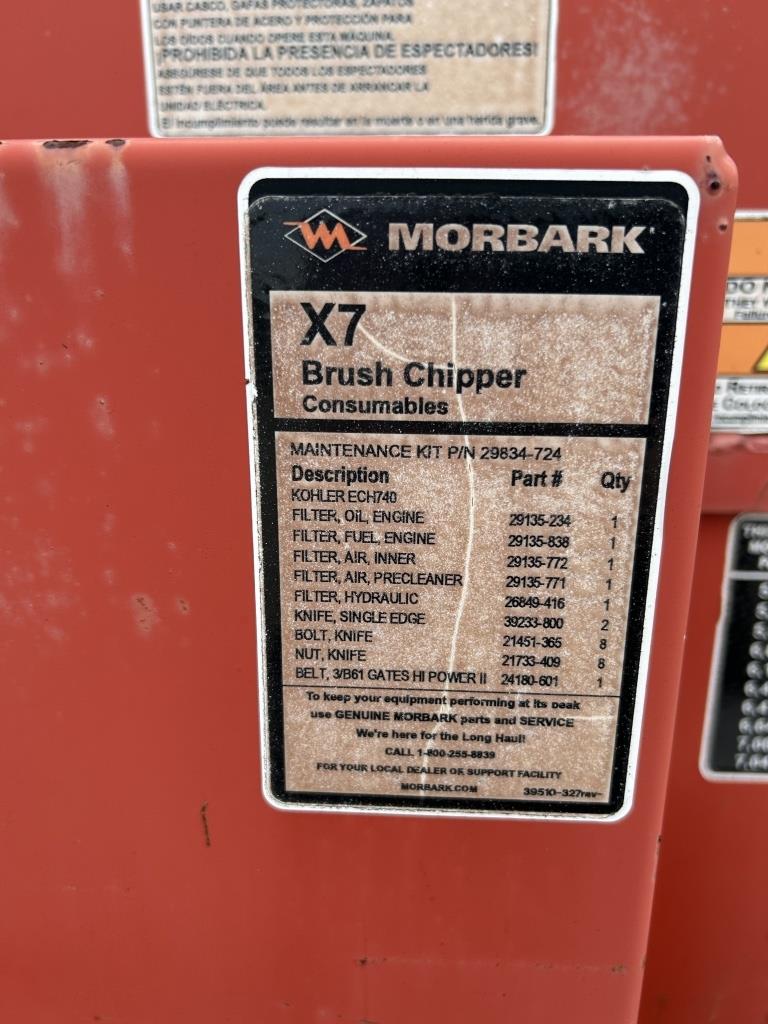 USAR CASCO, GAFAS PROTECTORAS, ZAPATOS
CON PUNTERA DE ACERO Y PROTECCIÓN PARA
LOS OÍDOS CUANDO OPERE ESTA MÁQUINA.
¡PROHIBIDA LA PRESENCIA DE ESPECTADORES!
ASEGÚRESE DE QUE TODOS LOS ESPECTADORES
ESTÉN FUERA DEL ÁREA ANTES DE ARRANCAR LA
UNIDAD ELÉCTRICA.
El incumplimiento puede resultar en la muerte o en una herida grave.
MORBARK
X7
Brush Chipper
Consumables
MAINTENANCE KIT P/N 29834-724
Description Part # Qty
KOHLER ECH740
FILTER, OIL, ENGINE 29135-234 1
FILTER, FUEL, ENGINE 29135-838 1
FILTER, AIR, INNER 29135-772 1
FILTER, AIR, PRECLEANER 29135-771 1
FILTER, HYDRAULIC 26849-416 1
KNIFE, SINGLE EDGE 39233-800 2
BOLT, KNIFE 21451-365 8
NUT, KNIFE 21733-409 8
BELT, 3/B61 GATES HI POWER II 24180-601 1
To keep your equipment performing at its peak
use GENUINE MORBARK parts and SERVICE
We're here for the Long Haul!
CALL 1-800-255-8839
FOR YOUR LOCAL DEALER OR SUPPORT FACILITY
MORBARK.COM 39510-327rev-
DO